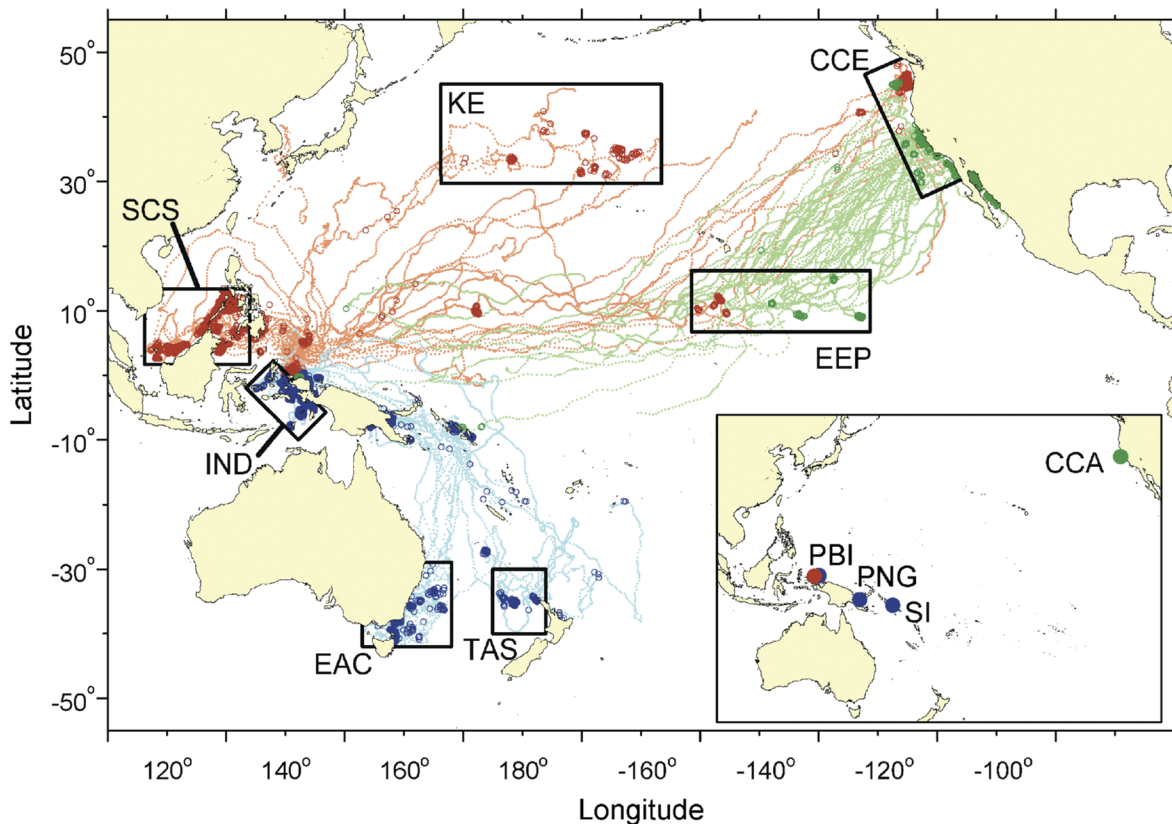 50°
30°
10°
-10°
-30°
-50°
Latitude
KE
CCE
SCS
EEP
IND
EAC
TAS
CCA
PBI
PNG
SI
120°
140°
160°
180°
-160°
-140°
-120°
-100°
Longitude